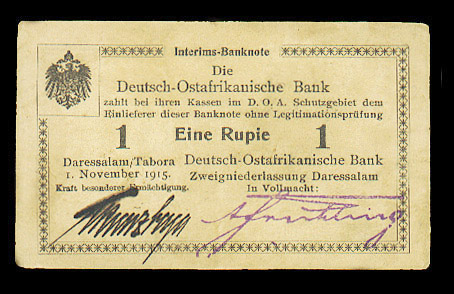 Interims-Banknote
Die
Deutsch-Ostafrikanische Bank
zahlt bei ihren Kassen im D. O. A. Schutzgebiet dem
Einlieferer dieser Banknote ohne Legitimationsprüfung
1 Eine Rupie 1
Daressalam/Tabora
1. November 1915.
Kraft besonderer Ermächtigung.
Deutsch-Ostafrikanische Bank
Zweigniederlassung Daressalam
In Vollmacht: